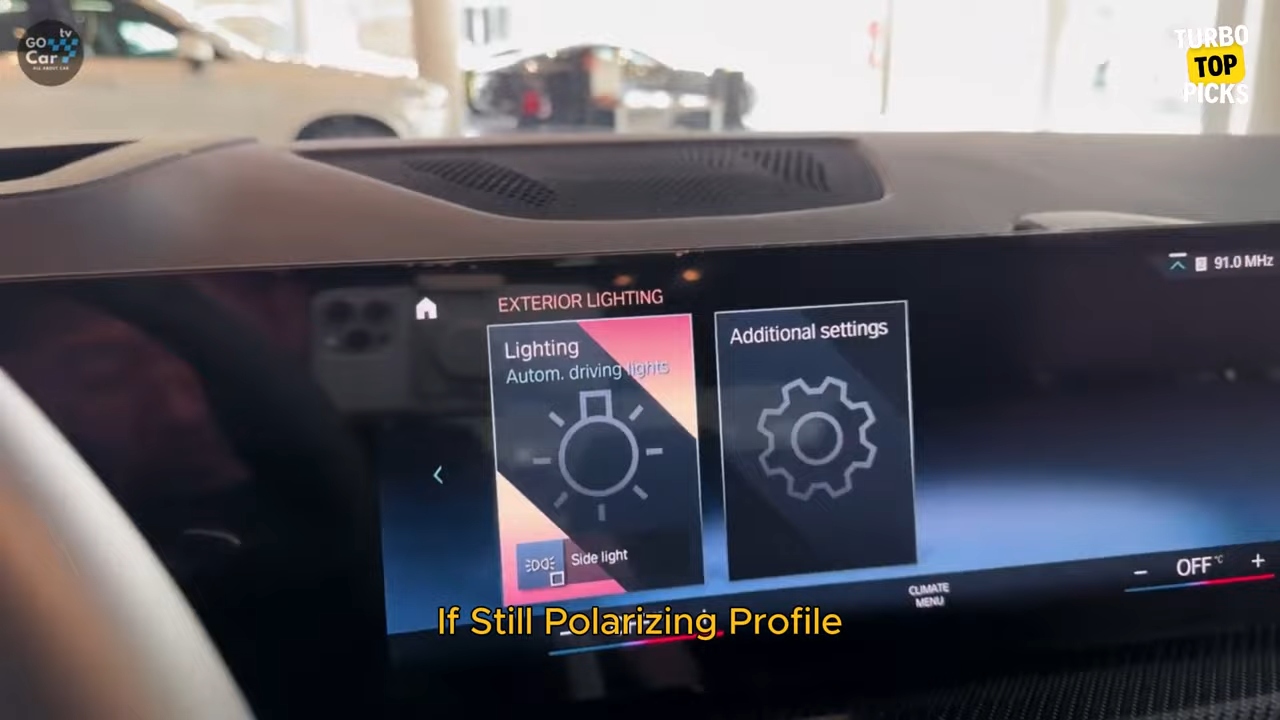 GO tv
Car
ALL ABOUT CAR
TURBO
TOP
PICKS
91.0 MHz
EXTERIOR LIGHTING
Lighting
Autom. driving lights
Additional settings
Side light
OFF °C
CLIMATE
MENU
If Still Polarizing Profile